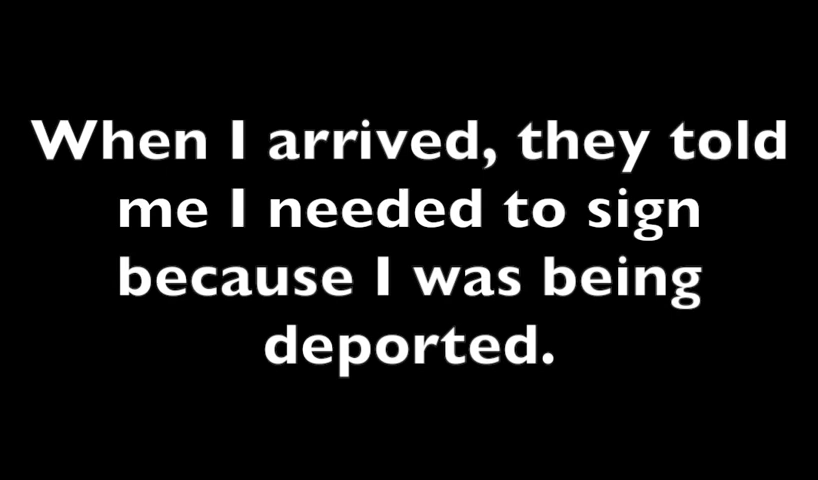 When I arrived, they told
me I needed to sign
because I was being
deported.